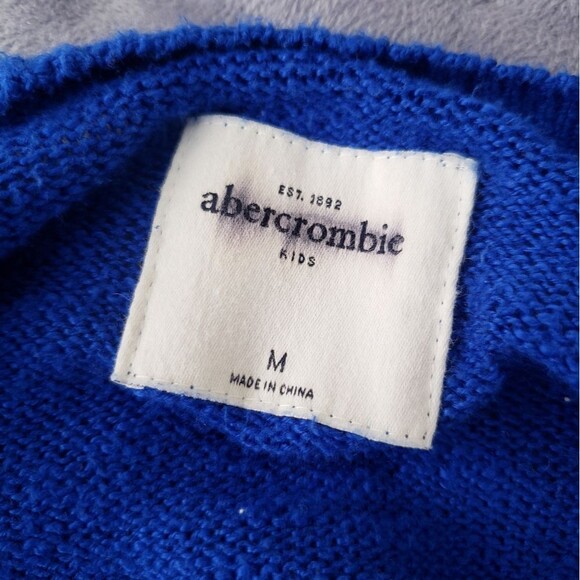 EST. 1892
abercrombie
KIDS
M
MADE IN CHINA